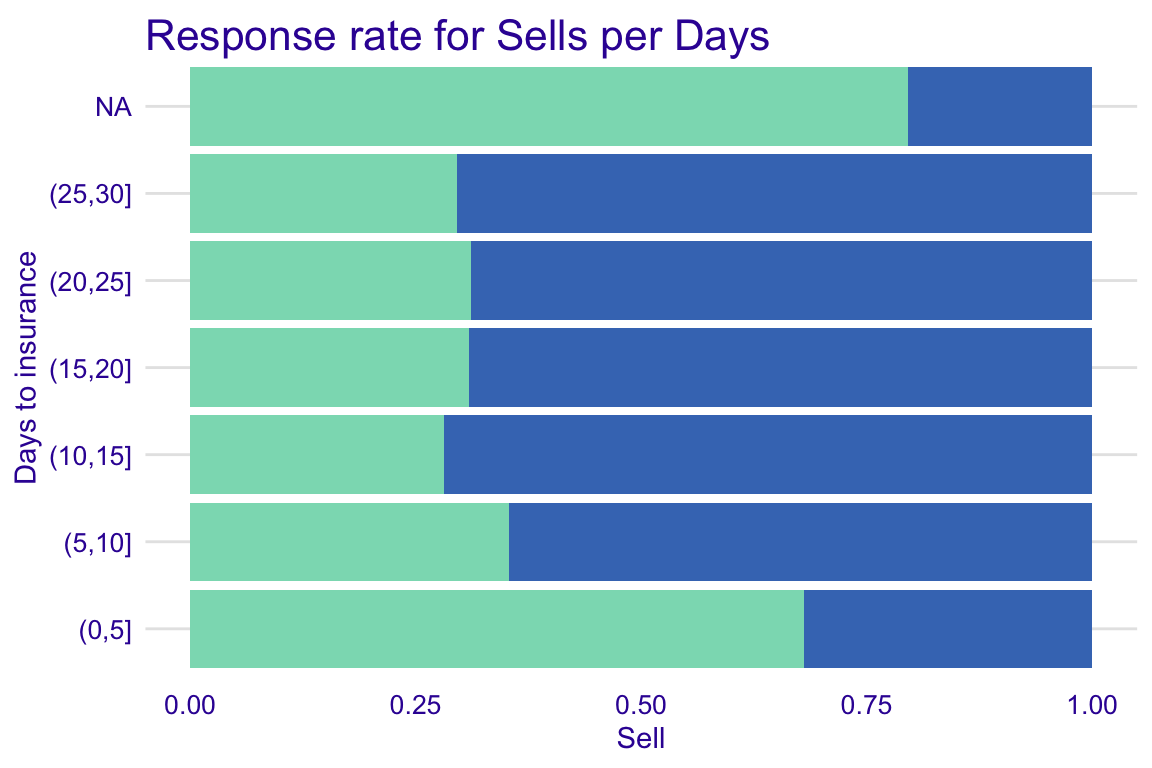 Response rate for Sells per Days
Days to insurance
NA
(25,30]
(20,25]
(15,20]
(10,15]
(5,10]
(0,5]
0.00 0.25 0.50 0.75 1.00
Sell